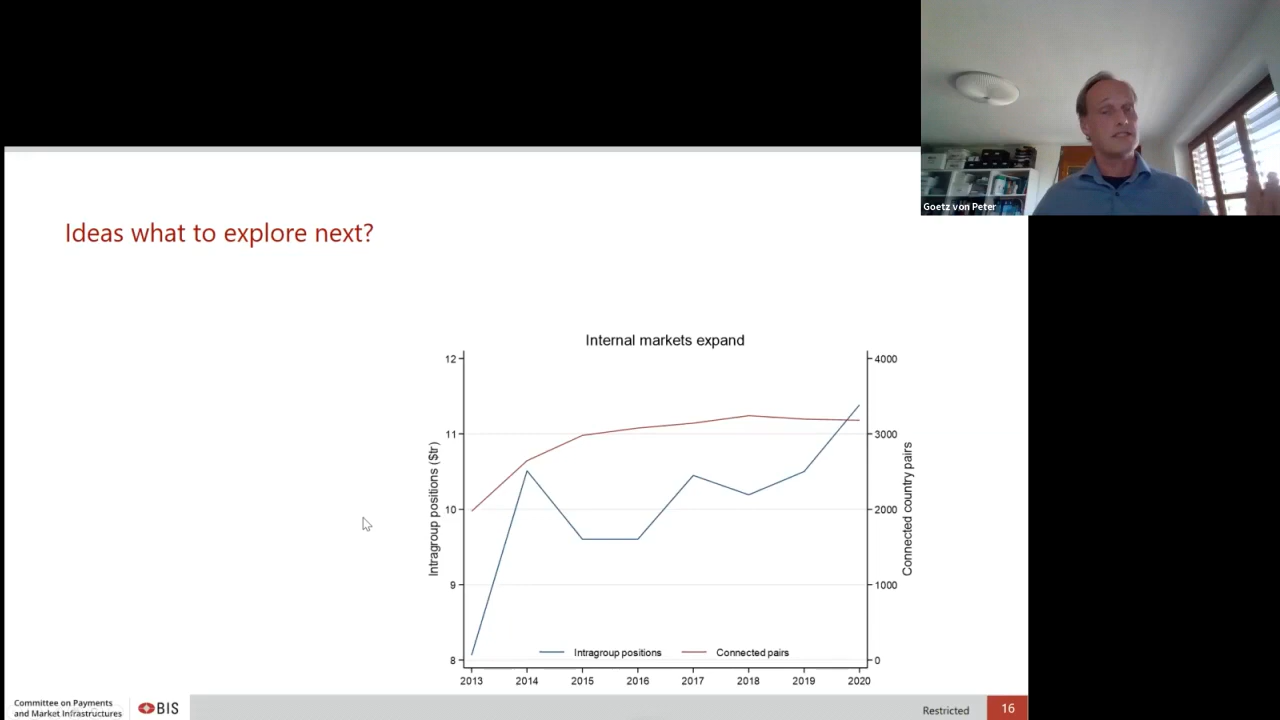 Goetz von Peter
Ideas what to explore next?
Internal markets expand
12
11
10
9
8
Intragroup positions ($tr)
4000
3000
2000
1000
0
Connected country pairs
Intragroup positions
Connected pairs
2013 2014 2015 2016 2017 2018 2019 2020
Committee on Payments
and Market Infrastructures
BIS
Restricted
16